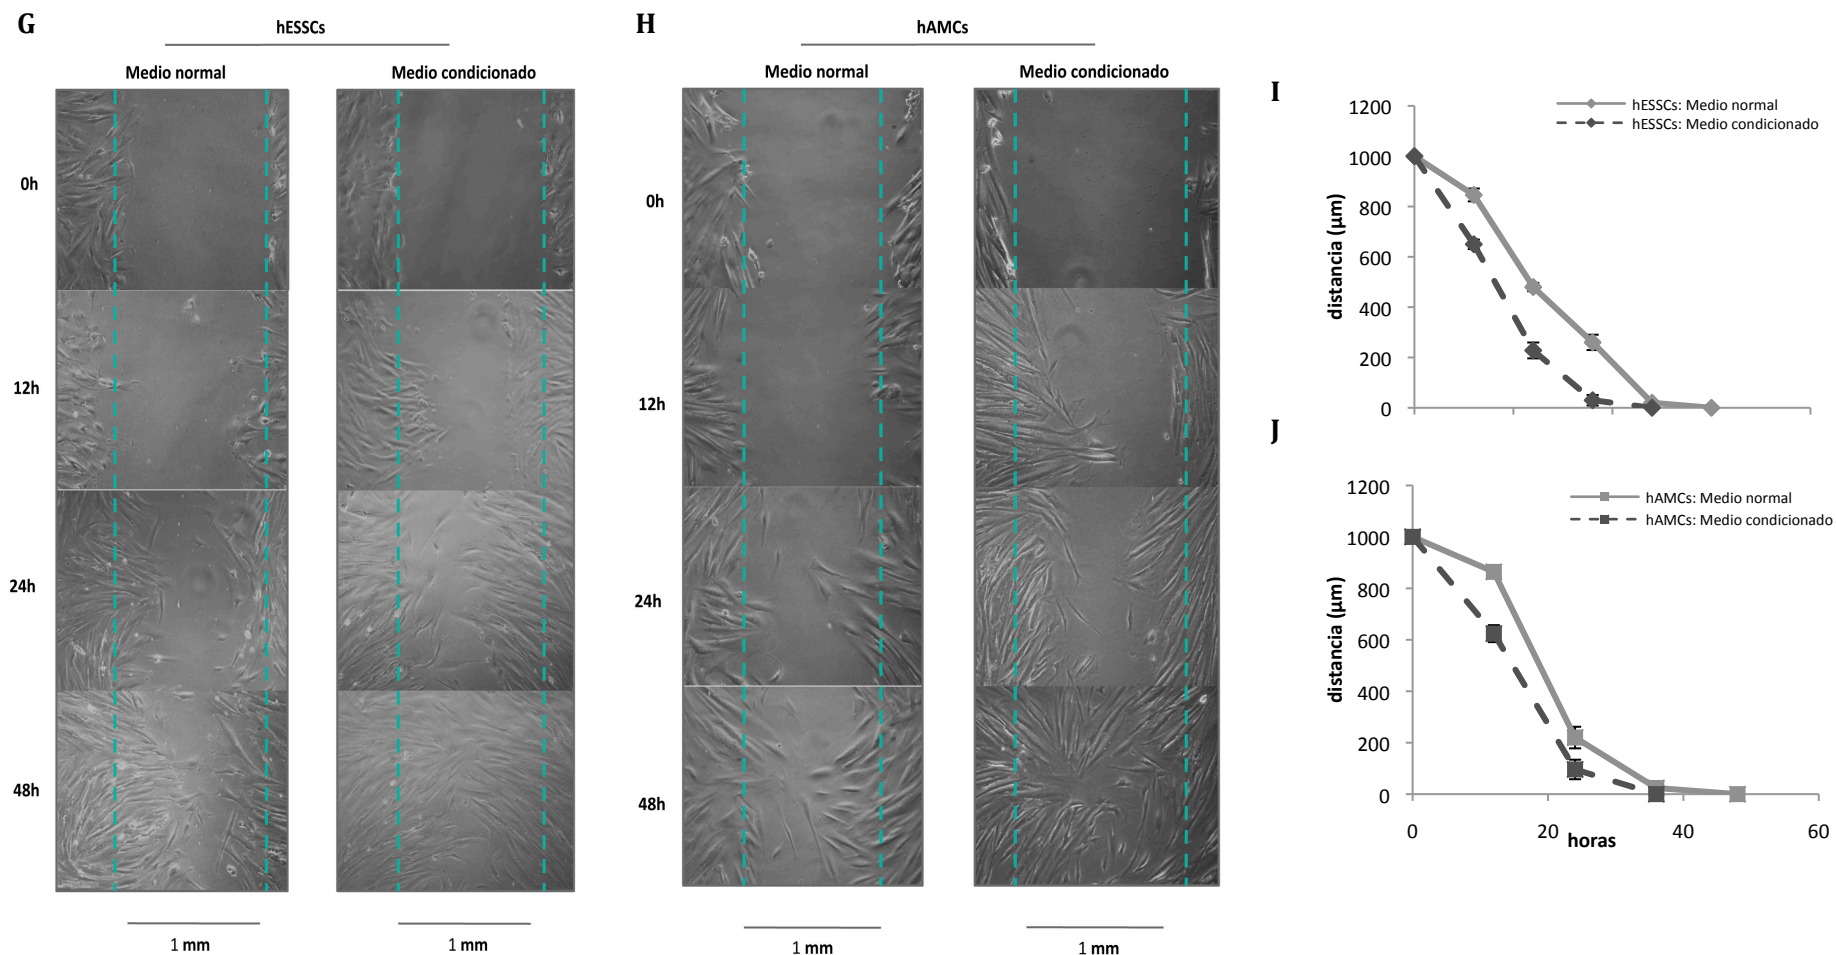 G
hESSCs
Medio normal
Medio condicionado
0h
12h
24h
48h
1 mm
1 mm
H
hAMCs
Medio normal
Medio condicionado
0h
12h
24h
48h
1 mm
1 mm
I
1200
1000
800
600
400
200
0
distancia (µm)
hESSCs: Medio normal
hESSCs: Medio condicionado
J
1200
1000
800
600
400
200
0
distancia (µm)
hAMCs: Medio normal
hAMCs: Medio condicionado
0
20
40
60
horas